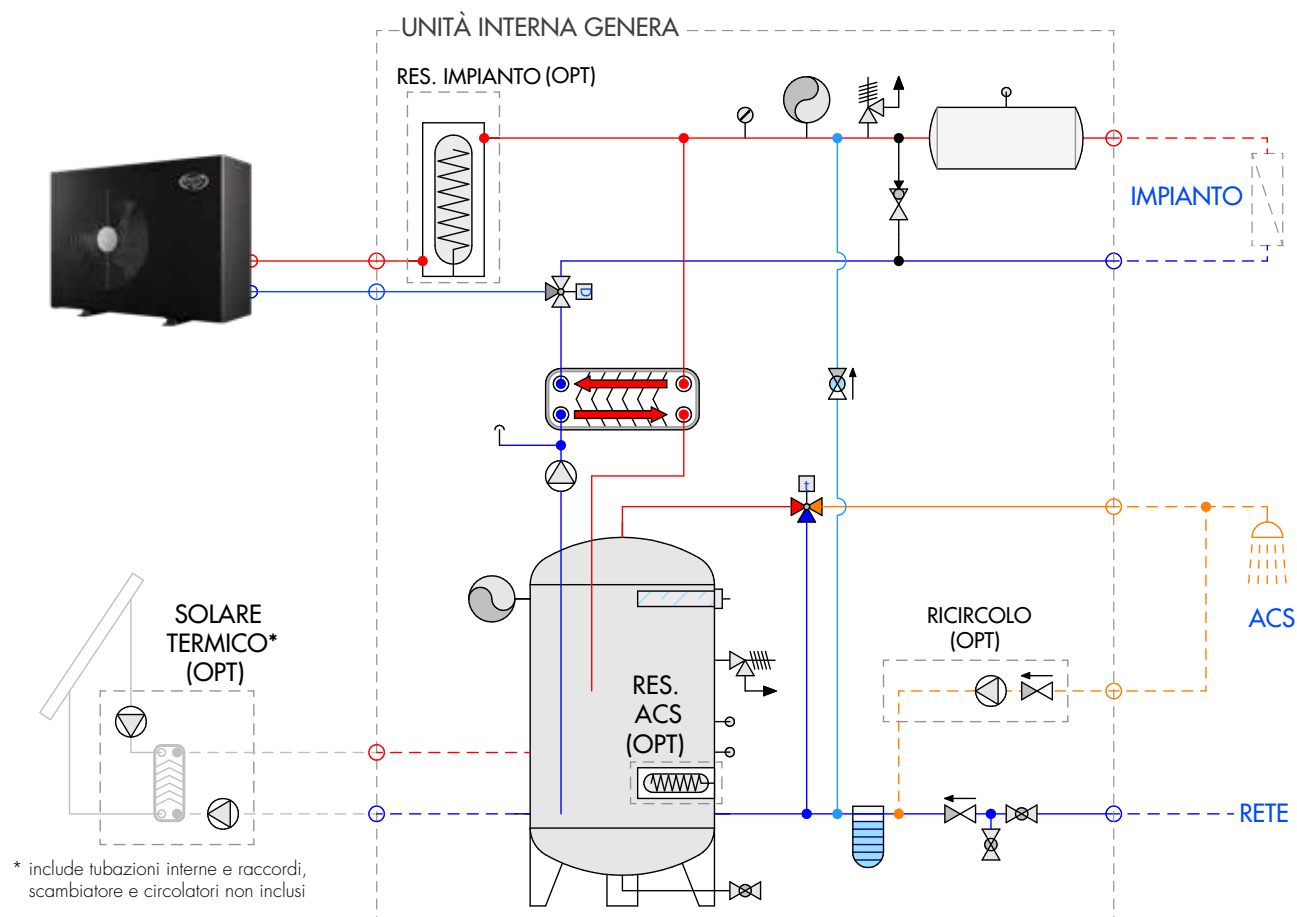 UNITÀ INTERNA GENERA
RES. IMPIANTO (OPT)
IMPIANTO
t
SOLARE
TERMICO*
(OPT)
RES.
ACS
(OPT)
RICIRCOLO
(OPT)
ACS
RETE
* include tubazioni interne e raccordi,
scambiatore e circolatori non inclusi